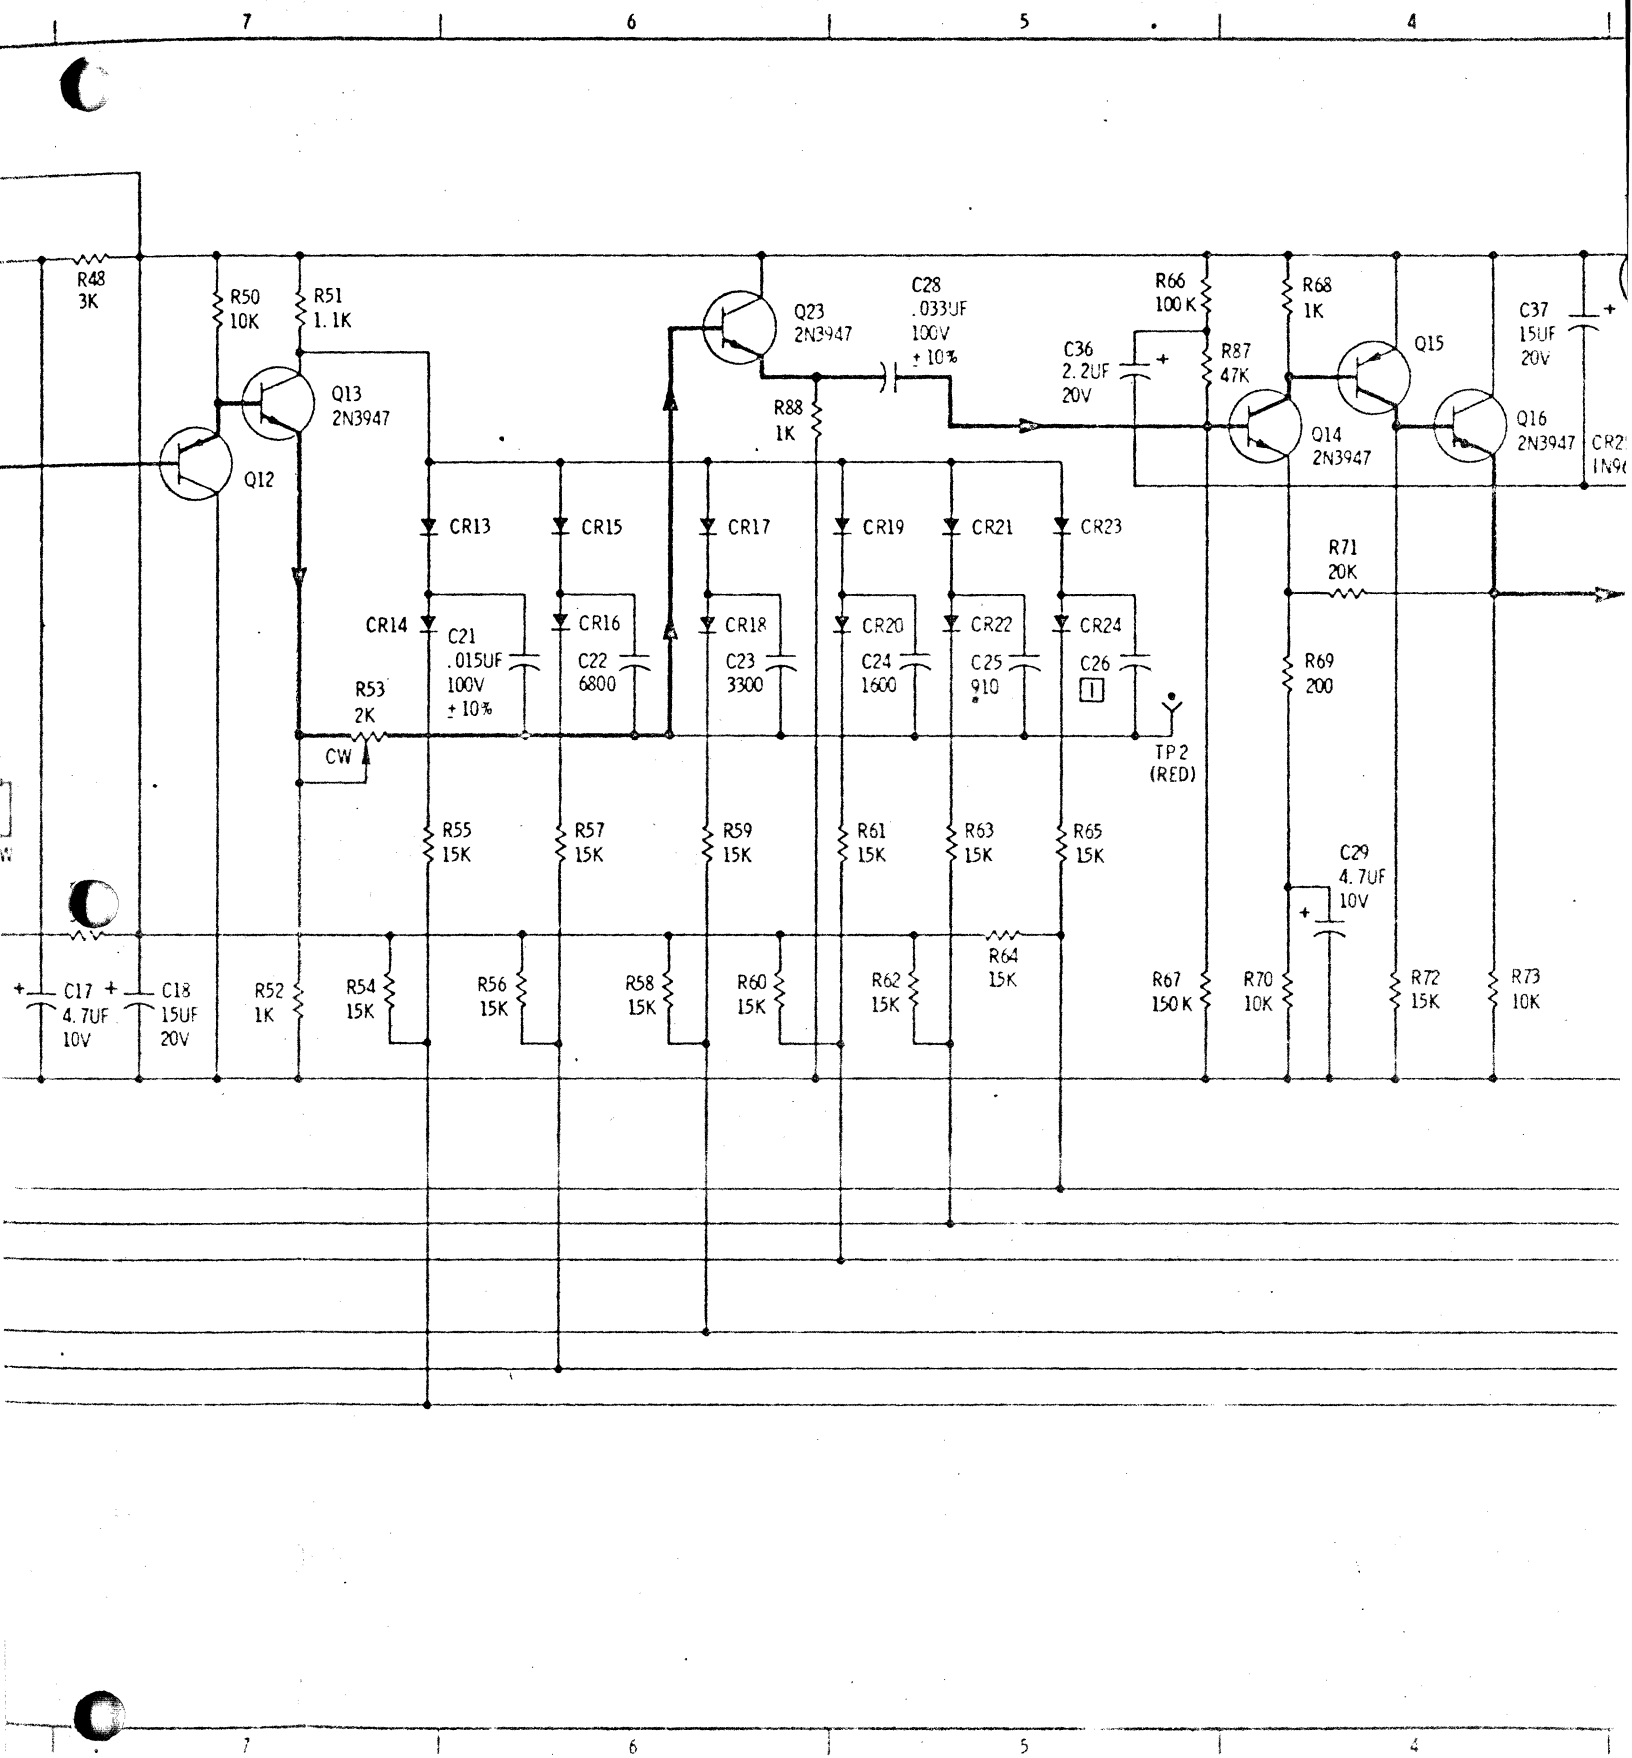 7 6 5 4
R48
3K
R50
10K
R51
1.1K
Q13
2N3947
Q12
Q23
2N3947
C28
.033UF
100V
±10%
R88
1K
R66
100K
C36
2.2UF
20V
+
R87
47K
R68
1K
Q15
Q14
2N3947
Q16
2N3947
C37
15UF
20V
+
CR13
CR15
CR17
CR19
CR21
CR23
R71
20K
CR14
C21
.015UF
100V
±10%
CR16
C22
6800
CR18
C23
3300
CR20
C24
1600
CR22
C25
910
CR24
C26
1
R69
200
R53
2K
CW
TP2
(RED)
R55
15K
R57
15K
R59
15K
R61
15K
R63
15K
R65
15K
C29
4.7UF
10V
+
+
C17
4.7UF
10V
+
C18
15UF
20V
R52
1K
R54
15K
R56
15K
R58
15K
R60
15K
R62
15K
R64
15K
R67
150K
R70
10K
R72
15K
R73
10K
7 6 5 4